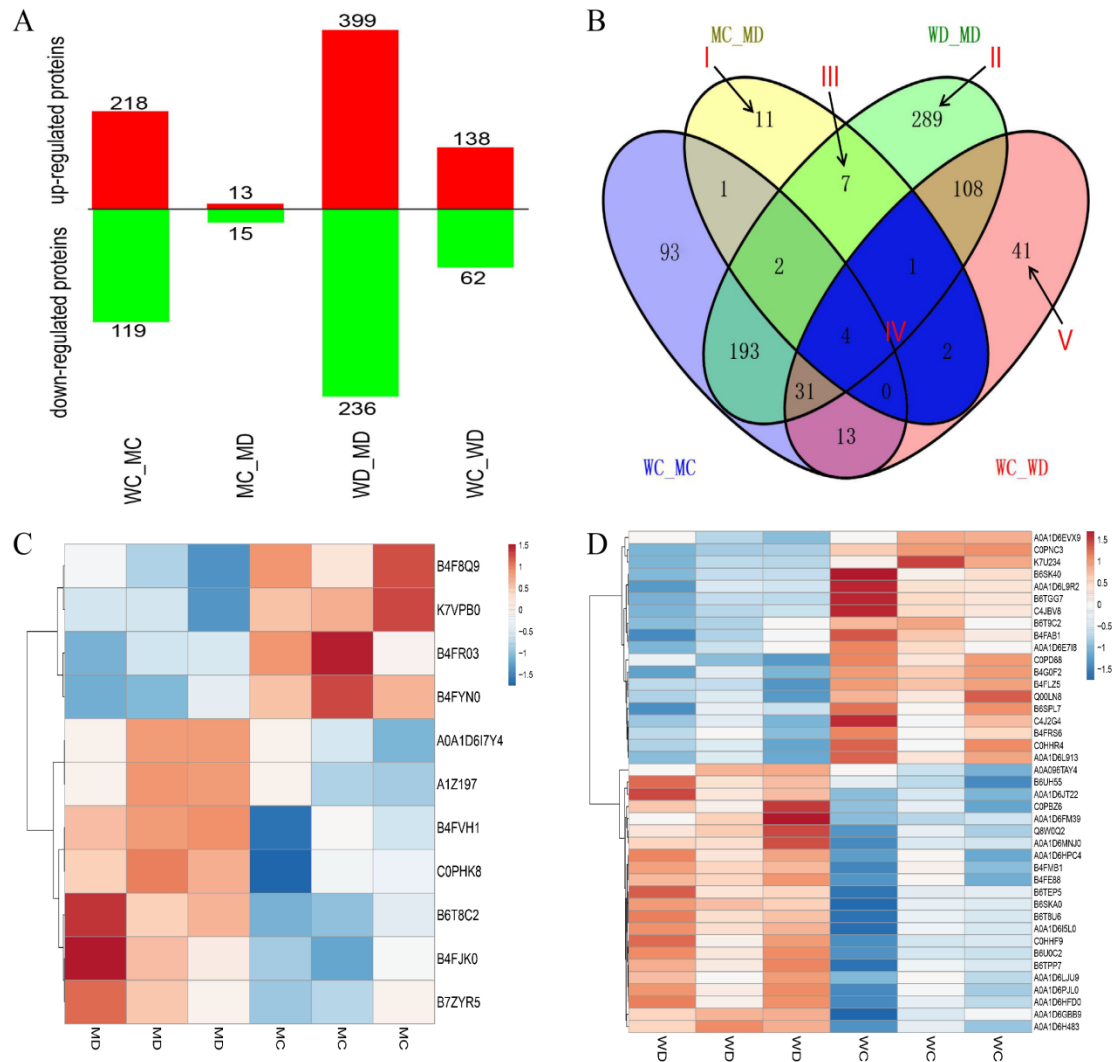 A
up-regulated proteins
down-regulated proteins
218
13
399
138
119
15
236
62
WC_MC
MC_MD
WD_MD
WC_WD
B
MC_MD
WD_MD
I
III
II
11
289
1
7
108
93
2
1
41
193
4
IV
2
V
31
0
13
WC_MC
WC_WD
C
1.5
1
0.5
0
−0.5
−1
−1.5
B4F8Q9
K7VPB0
B4FR03
B4FYN0
A0A1D6I7Y4
A1Z197
B4FVH1
C0PHK8
B6T8C2
B4FJK0
B7ZYR5
MD MD MD MC MC MC
D
1.5
1
0.5
0
−0.5
−1
−1.5
A0A1D6EVX9
C0PNC3
K7U234
B6SK40
A0A1D6L9R2
B6TGG7
C4JBV8
B6T9C2
B4FAB1
A0A1D6E7I8
C0PD68
B4G0F2
B4FLZ5
Q00LN8
B6SPL7
C4J2G4
B4FRS6
C0HHR4
A0A1D6L913
A0A096TAY4
B6UH55
A0A1D6JT22
C0PBZ6
A0A1D6FM39
Q8W0Q2
A0A1D6MNJ0
A0A1D6HPC4
B4FMB1
B4FE88
B6TEP5
B6SKA0
B6T8U6
A0A1D6I5L0
C0HHF9
B6U0C2
B6TPP7
A0A1D6LJU9
A0A1D6PJL0
A0A1D6HFD0
A0A1D6GBB9
A0A1D6H483
WD WD WD WC WC WC